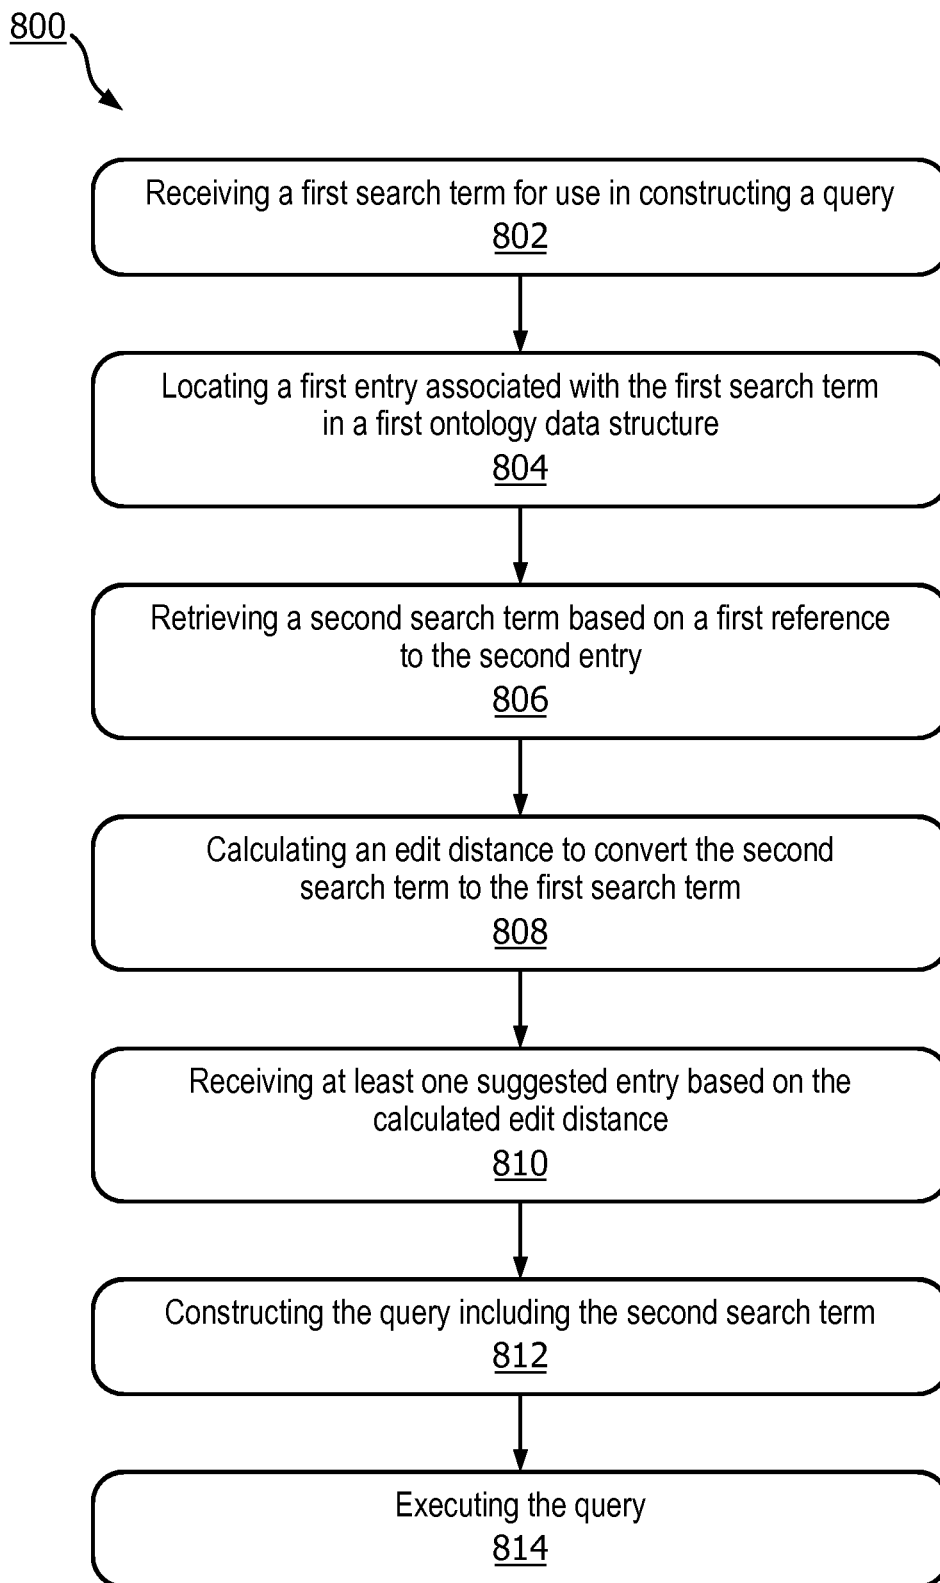 800
Receiving a first search term for use in constructing a query
802
Locating a first entry associated with the first search term
in a first ontology data structure
804
Retrieving a second search term based on a first reference
to the second entry
806
Calculating an edit distance to convert the second
search term to the first search term
808
Receiving at least one suggested entry based on the
calculated edit distance
810
Constructing the query including the second search term
812
Executing the query
814